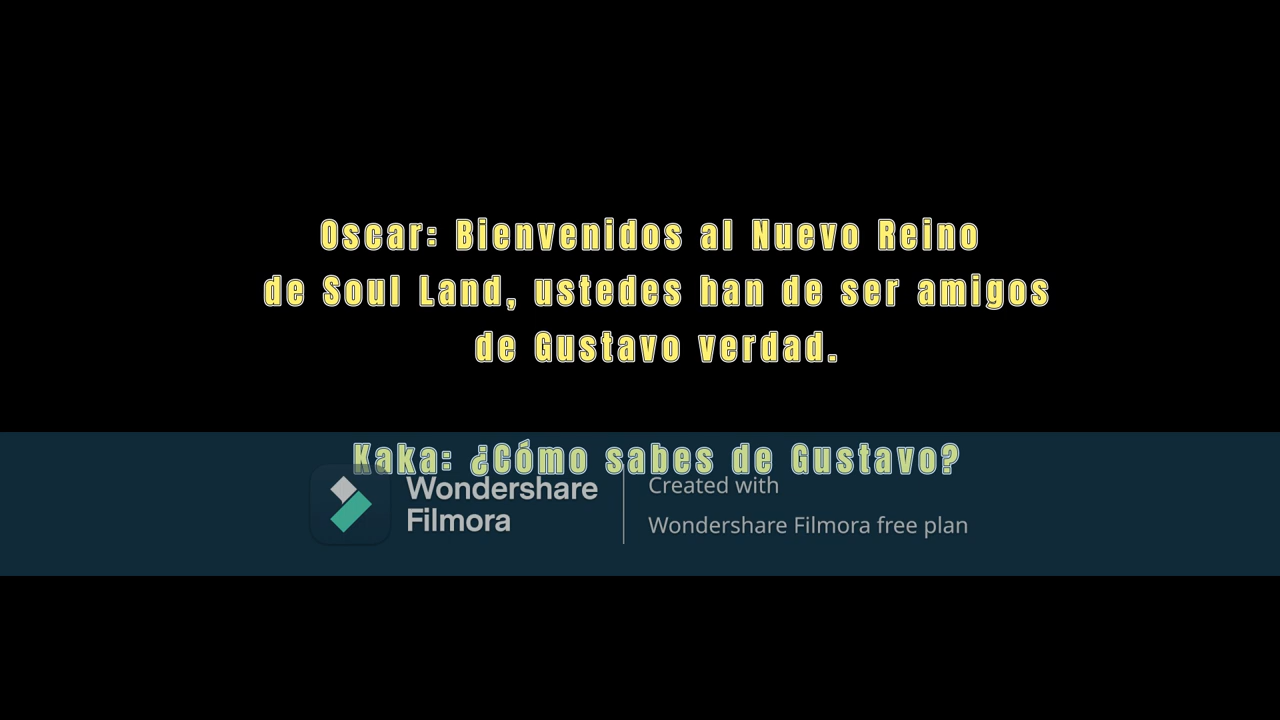 Oscar: Bienvenidos al Nuevo Reino
de Soul Land, ustedes han de ser amigos
de Gustavo verdad.
Kaka: ¿Cómo sabes de Gustavo?
Wondershare
Filmora
Created with
Wondershare Filmora free plan